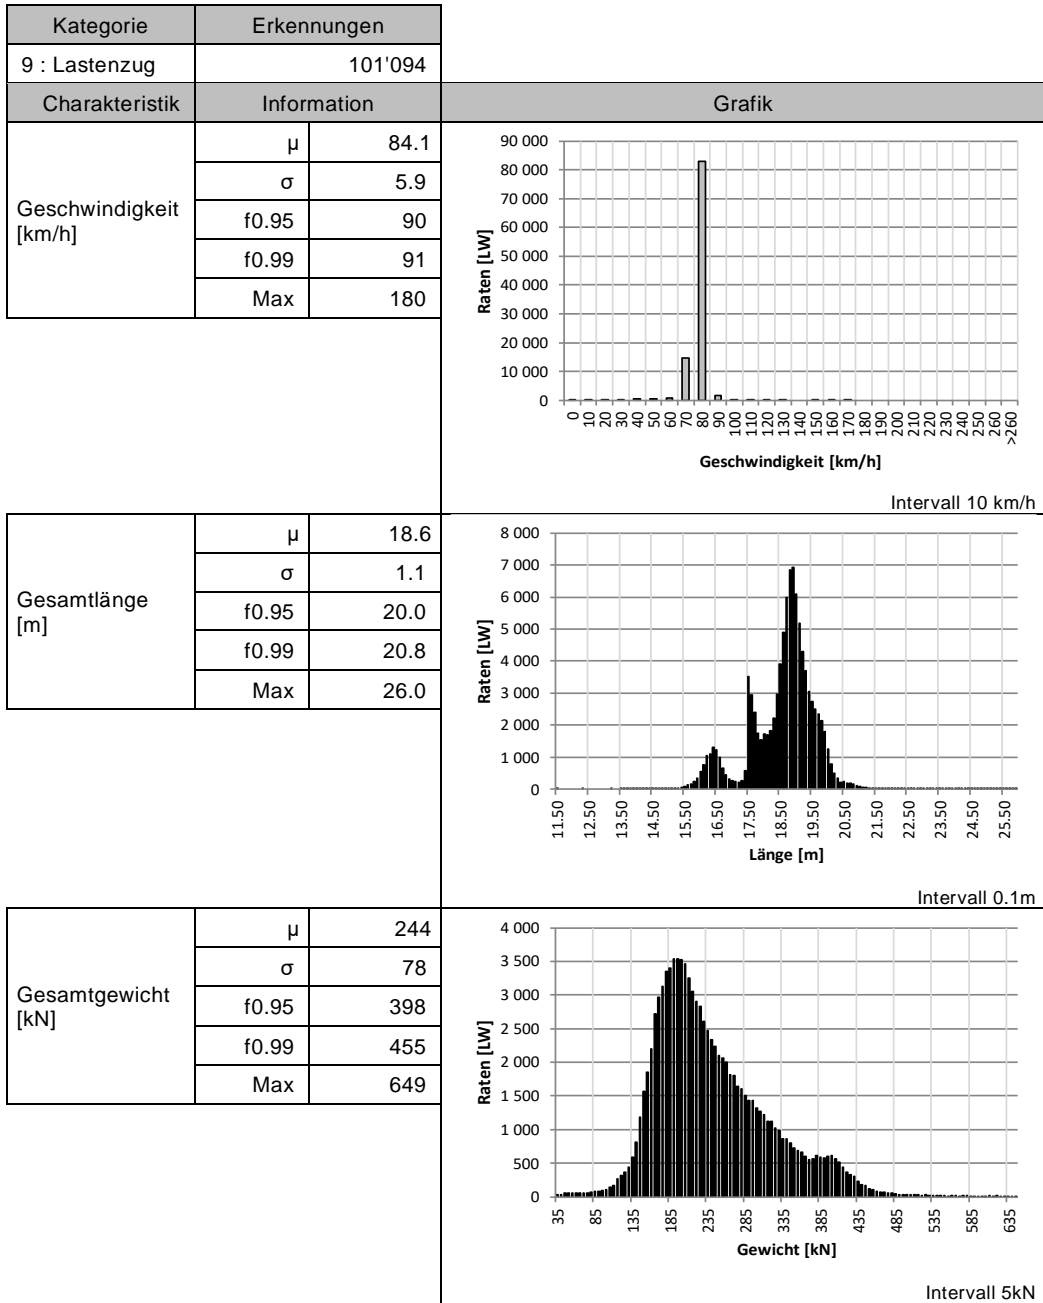 Kategorie Erkennungen
9 : Lastenzug 101'094
Charakteristik Information Grafik
Geschwindigkeit
[km/h]
µ 84.1
σ 5.9
f0.95 90
f0.99 91
Max 180
90 000
80 000
70 000
60 000
50 000
40 000
30 000
20 000
10 000
0
Raten [LW]
0 10 20 30 40 50 60 70 80 90 100 110 120 130 140 150 160 170 180 190 200 210 220 230 240 250 260 >260
Geschwindigkeit [km/h]
Intervall 10 km/h
Gesamtlänge
[m]
µ 18.6
σ 1.1
f0.95 20.0
f0.99 20.8
Max 26.0
8 000
7 000
6 000
5 000
4 000
3 000
2 000
1 000
0
Raten [LW]
11.50 12.50 13.50 14.50 15.50 16.50 17.50 18.50 19.50 20.50 21.50 22.50 23.50 24.50 25.50
Länge [m]
Intervall 0.1m
Gesamtgewicht
[kN]
µ 244
σ 78
f0.95 398
f0.99 455
Max 649
4 000
3 500
3 000
2 500
2 000
1 500
1 000
500
0
Raten [LW]
35 85 135 185 235 285 335 385 435 485 535 585 635
Gewicht [kN]
Intervall 5kN